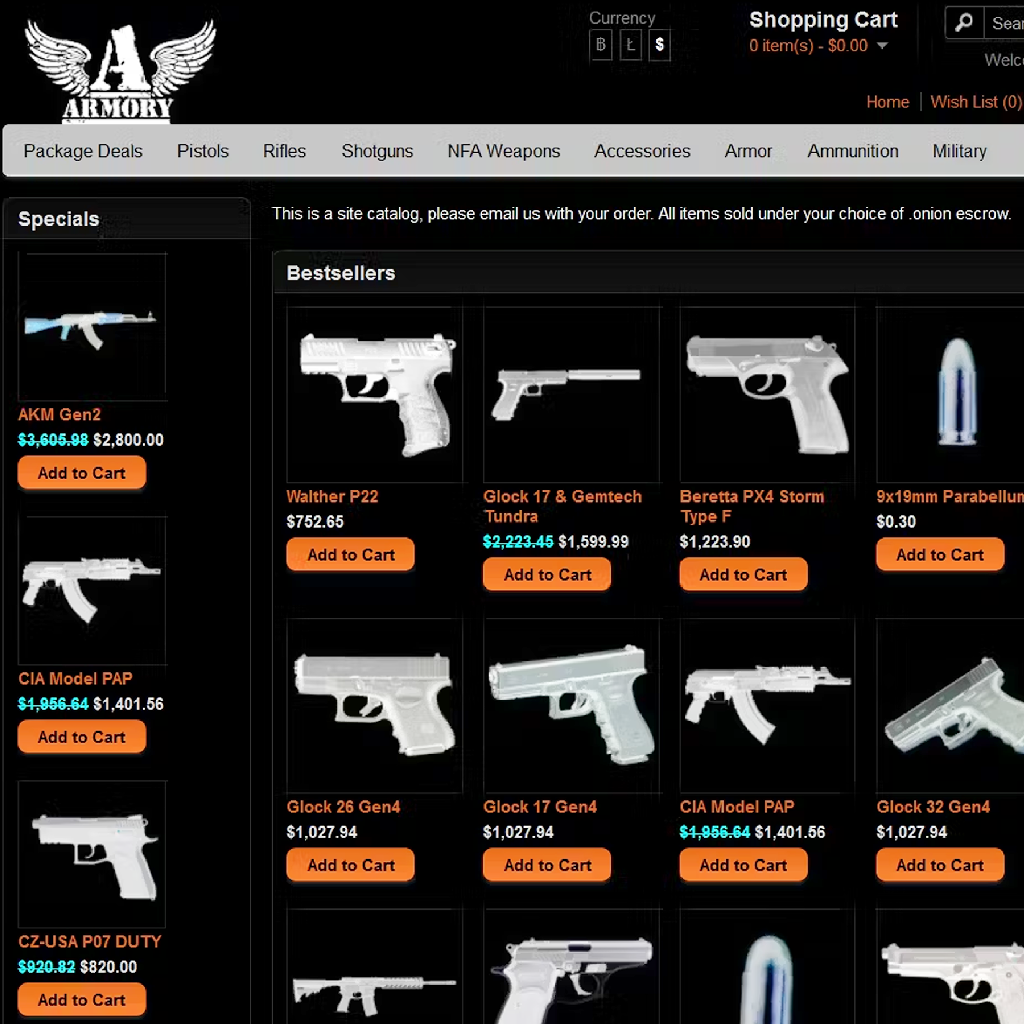 Currency
Ƀ Ł $
Shopping Cart
0 item(s) - $0.00
Sear
Welc
A
ARMORY
Home
Wish List (0)
Package Deals
Pistols
Rifles
Shotguns
NFA Weapons
Accessories
Armor
Ammunition
Military
Specials
AKM Gen2
$3,605.98 $2,800.00
Add to Cart
CIA Model PAP
$1,956.64 $1,401.56
Add to Cart
CZ-USA P07 DUTY
$920.82 $820.00
Add to Cart
This is a site catalog, please email us with your order. All items sold under your choice of .onion escrow.
Bestsellers
Walther P22
$752.65
Add to Cart
Glock 17 & Gemtech
Tundra
$2,223.45 $1,599.99
Add to Cart
Beretta PX4 Storm
Type F
$1,223.90
Add to Cart
9x19mm Parabellum
$0.30
Add to Cart
Glock 26 Gen4
$1,027.94
Add to Cart
Glock 17 Gen4
$1,027.94
Add to Cart
CIA Model PAP
$1,956.64 $1,401.56
Add to Cart
Glock 32 Gen4
$1,027.94
Add to Cart